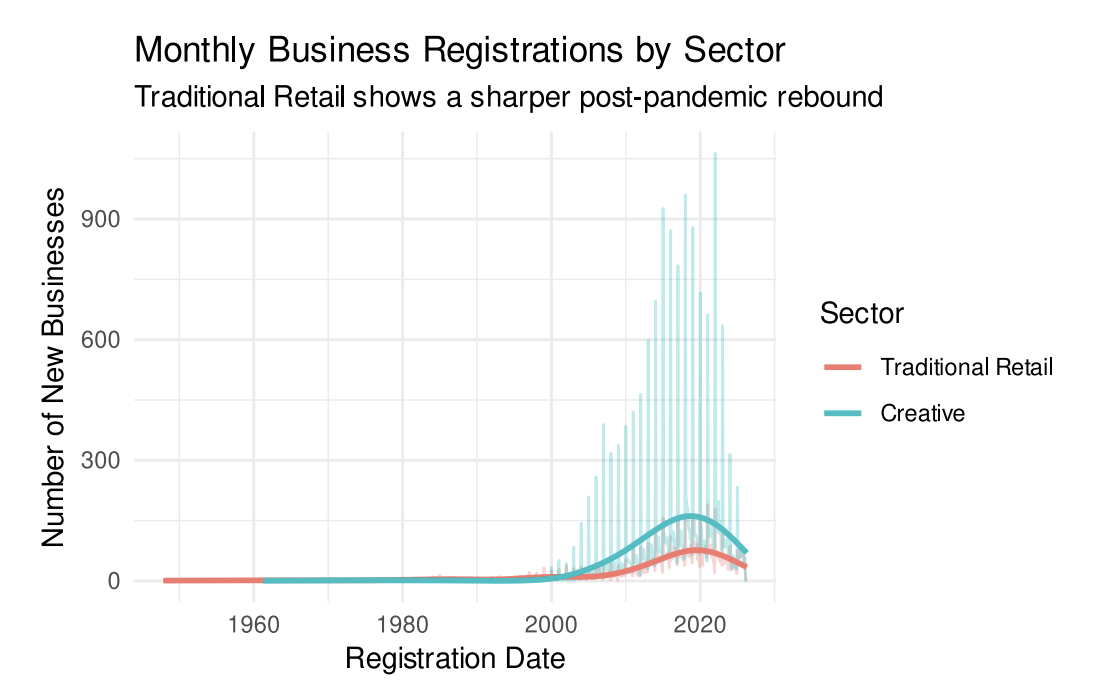 Monthly Business Registrations by Sector
Traditional Retail shows a sharper post-pandemic rebound
Number of New Businesses
900
600
300
0
1960
1980
2000
2020
Registration Date
Sector
Traditional Retail
Creative